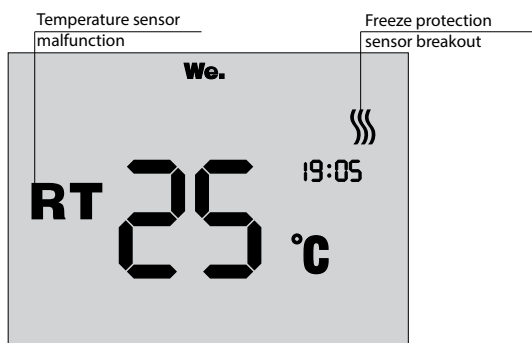 Temperature sensor
malfunction
Freeze protection
sensor breakout
We.
19:05
RT 25 °C